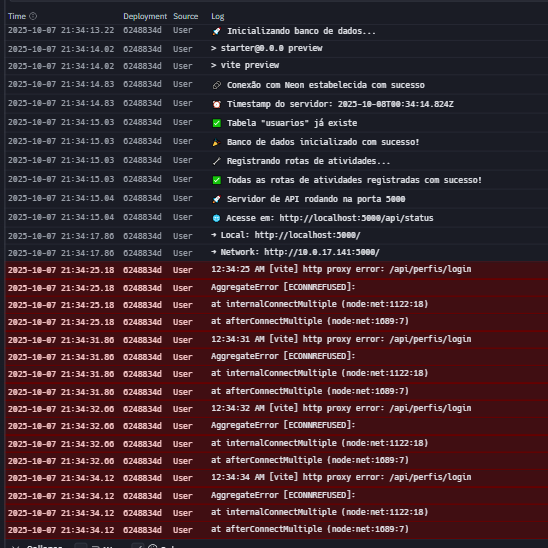 Time Deployment Source Log
2025-10-07 21:34:13.22 6248834d User 🚀 Inicializando banco de dados...
2025-10-07 21:34:14.02 6248834d User > starter@0.0.0 preview
2025-10-07 21:34:14.02 6248834d User > vite preview
2025-10-07 21:34:14.83 6248834d User 🔗 Conexão com Neon estabelecida com sucesso
2025-10-07 21:34:14.83 6248834d User ⏰ Timestamp do servidor: 2025-10-08T00:34:14.824Z
2025-10-07 21:34:15.03 6248834d User ✅ Tabela "usuarios" já existe
2025-10-07 21:34:15.03 6248834d User 🎉 Banco de dados inicializado com sucesso!
2025-10-07 21:34:15.03 6248834d User Registrando rotas de atividades...
2025-10-07 21:34:15.03 6248834d User ✅ Todas as rotas de atividades registradas com sucesso!
2025-10-07 21:34:15.04 6248834d User 🚀 Servidor de API rodando na porta 5000
2025-10-07 21:34:15.04 6248834d User 🌐 Acesse em: http://localhost:5000/api/status
2025-10-07 21:34:17.86 6248834d User ➜ Local: http://localhost:5000/
2025-10-07 21:34:17.86 6248834d User ➜ Network: http://10.0.17.141:5000/
2025-10-07 21:34:25.18 6248834d User 12:34:25 AM [vite] http proxy error: /api/perfis/login
2025-10-07 21:34:25.18 6248834d User AggregateError [ECONNREFUSED]:
2025-10-07 21:34:25.18 6248834d User at internalConnectMultiple (node:net:1122:18)
2025-10-07 21:34:25.18 6248834d User at afterConnectMultiple (node:net:1689:7)
2025-10-07 21:34:31.86 6248834d User 12:34:31 AM [vite] http proxy error: /api/perfis/login
2025-10-07 21:34:31.86 6248834d User AggregateError [ECONNREFUSED]:
2025-10-07 21:34:31.86 6248834d User at internalConnectMultiple (node:net:1122:18)
2025-10-07 21:34:31.86 6248834d User at afterConnectMultiple (node:net:1689:7)
2025-10-07 21:34:32.66 6248834d User 12:34:32 AM [vite] http proxy error: /api/perfis/login
2025-10-07 21:34:32.66 6248834d User AggregateError [ECONNREFUSED]:
2025-10-07 21:34:32.66 6248834d User at internalConnectMultiple (node:net:1122:18)
2025-10-07 21:34:32.66 6248834d User at afterConnectMultiple (node:net:1689:7)
2025-10-07 21:34:34.12 6248834d User 12:34:34 AM [vite] http proxy error: /api/perfis/login
2025-10-07 21:34:34.12 6248834d User AggregateError [ECONNREFUSED]:
2025-10-07 21:34:34.12 6248834d User at internalConnectMultiple (node:net:1122:18)
2025-10-07 21:34:34.12 6248834d User at afterConnectMultiple (node:net:1689:7)